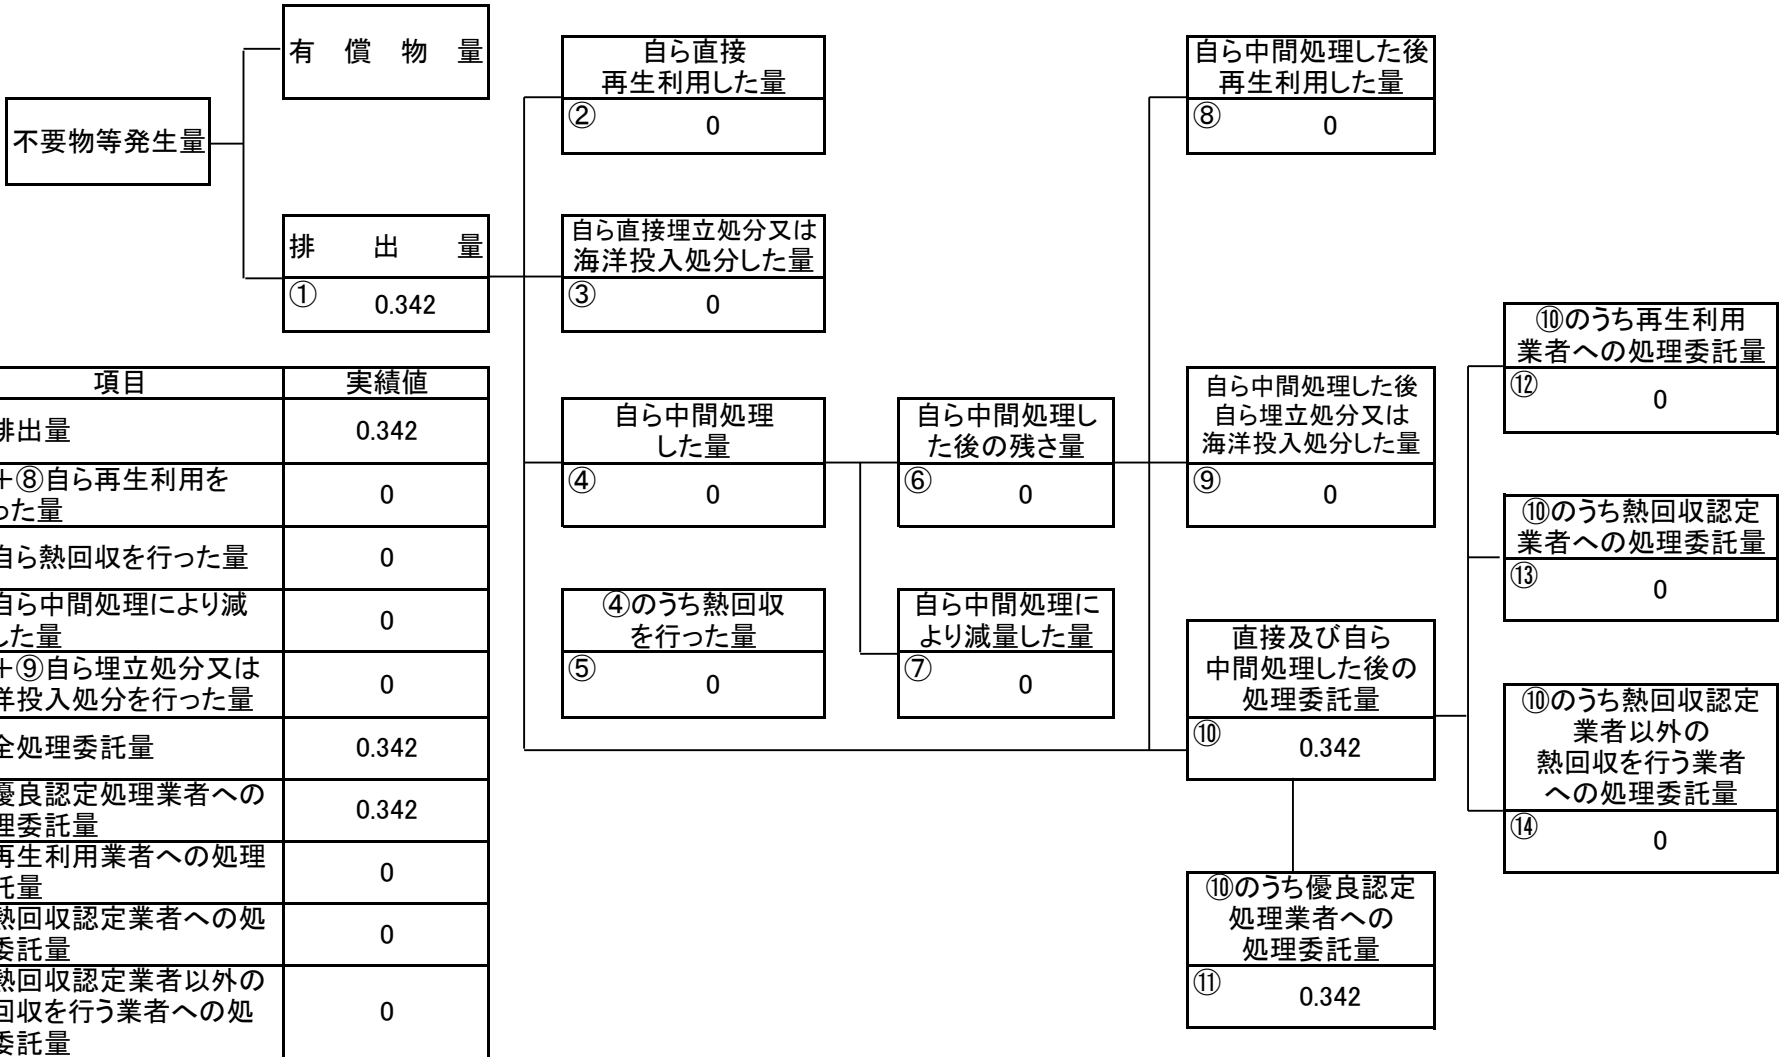 有償物量
不要物等発生量
排出量
① 0.342
自ら直接
再生利用した量
② 0
自ら直接埋立処分又は
海洋投入処分した量
③ 0
自ら中間処理
した量
④ 0
④のうち熱回収
を行った量
⑤ 0
自ら中間処理し
た後の残さ量
⑥ 0
自ら中間処理に
より減量した量
⑦ 0
自ら中間処理した後
再生利用した量
⑧ 0
自ら中間処理した後
自ら埋立処分又は
海洋投入処分した量
⑨ 0
直接及び自ら
中間処理した後の
処理委託量
⑩ 0.342
⑩のうち優良認定
処理業者への
処理委託量
⑪ 0.342
⑩のうち再生利用
業者への処理委託量
⑫ 0
⑩のうち熱回収認定
業者への処理委託量
⑬ 0
⑩のうち熱回収認定
業者以外の
熱回収を行う業者
への処理委託量
⑭ 0
項目 実績値
排出量 0.342
+⑧自ら再生利用を
った量 0
自ら熱回収を行った量 0
自ら中間処理により減
した量 0
+⑨自ら埋立処分又は
洋投入処分を行った量 0
全処理委託量 0.342
優良認定処理業者への
理委託量 0.342
再生利用業者への処理
託量 0
熱回収認定業者への処
委託量 0
熱回収認定業者以外の
回収を行う業者への処
委託量 0